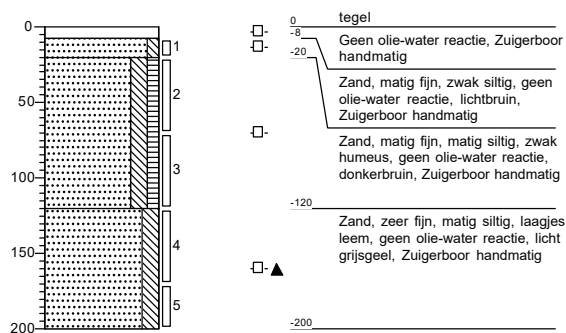 0
50
100
150
200
1
2
3
4
5
0 tegel
-8 Geen olie-water reactie, Zuigerboor
handmatig
-20
Zand, matig fijn, zwak siltig, geen
olie-water reactie, lichtbruin,
Zuigerboor handmatig
Zand, matig fijn, matig siltig, zwak
humeus, geen olie-water reactie,
donkerbruin, Zuigerboor handmatig
-120
Zand, zeer fijn, matig siltig, laagjes
leem, geen olie-water reactie, licht
grijsgeel, Zuigerboor handmatig
-200